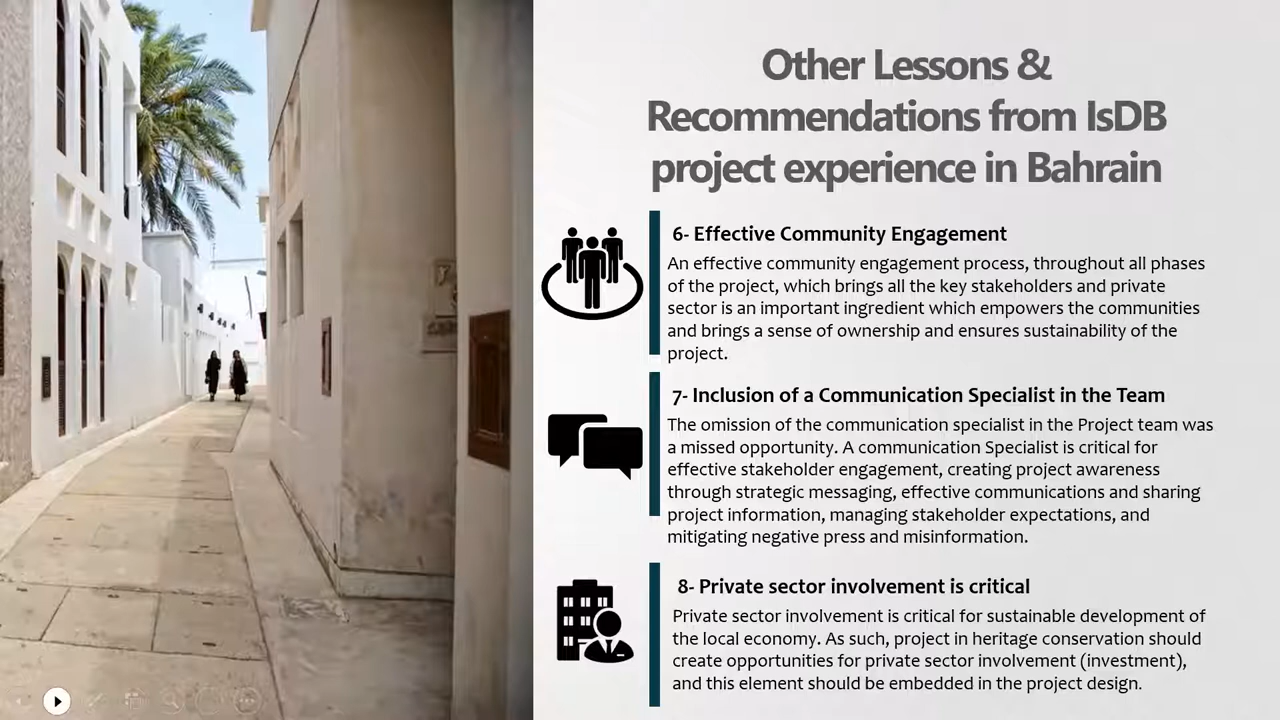 Other Lessons &
Recommendations from IsDB
project experience in Bahrain
6- Effective Community Engagement
An effective community engagement process, throughout all phases
of the project, which brings all the key stakeholders and private
sector is an important ingredient which empowers the communities
and brings a sense of ownership and ensures sustainability of the
project.
7- Inclusion of a Communication Specialist in the Team
The omission of the communication specialist in the Project team was
a missed opportunity. A communication Specialist is critical for
effective stakeholder engagement, creating project awareness
through strategic messaging, effective communications and sharing
project information, managing stakeholder expectations, and
mitigating negative press and misinformation.
8- Private sector involvement is critical
Private sector involvement is critical for sustainable development of
the local economy. As such, project in heritage conservation should
create opportunities for private sector involvement (investment),
and this element should be embedded in the project design.